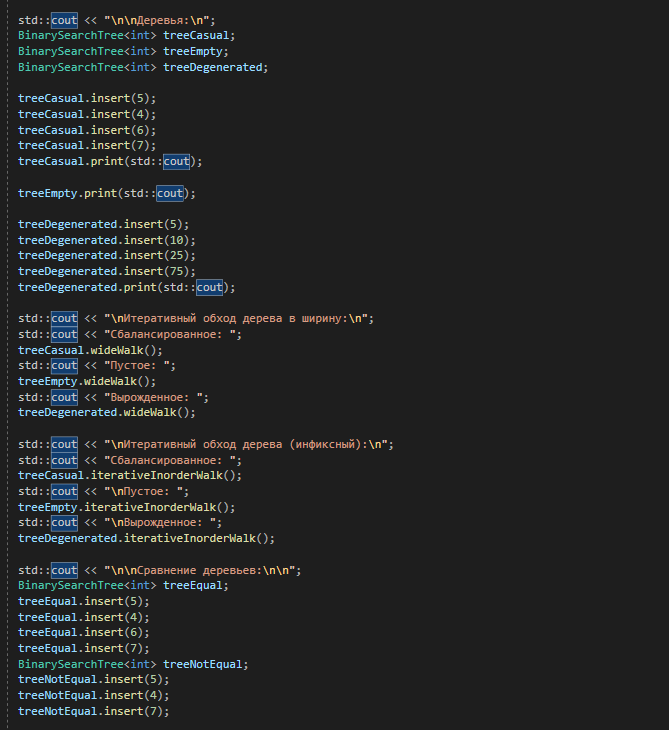 std::cout << "\n\nДеревья:\n";
BinarySearchTree<int> treeCasual;
BinarySearchTree<int> treeEmpty;
BinarySearchTree<int> treeDegenerated;
treeCasual.insert(5);
treeCasual.insert(4);
treeCasual.insert(6);
treeCasual.insert(7);
treeCasual.print(std::cout);
treeEmpty.print(std::cout);
treeDegenerated.insert(5);
treeDegenerated.insert(10);
treeDegenerated.insert(25);
treeDegenerated.insert(75);
treeDegenerated.print(std::cout);
std::cout << "\nИтеративный обход дерева в ширину:\n";
std::cout << "Сбалансированное: ";
treeCasual.wideWalk();
std::cout << "Пустое: ";
treeEmpty.wideWalk();
std::cout << "Вырожденное: ";
treeDegenerated.wideWalk();
std::cout << "\nИтеративный обход дерева (инфиксный):\n";
std::cout << "Сбалансированное: ";
treeCasual.iterativeInorderWalk();
std::cout << "\nПустое: ";
treeEmpty.iterativeInorderWalk();
std::cout << "\nВырожденное: ";
treeDegenerated.iterativeInorderWalk();
std::cout << "\n\nСравнение деревьев:\n\n";
BinarySearchTree<int> treeEqual;
treeEqual.insert(5);
treeEqual.insert(4);
treeEqual.insert(6);
treeEqual.insert(7);
BinarySearchTree<int> treeNotEqual;
treeNotEqual.insert(5);
treeNotEqual.insert(4);
treeNotEqual.insert(7);